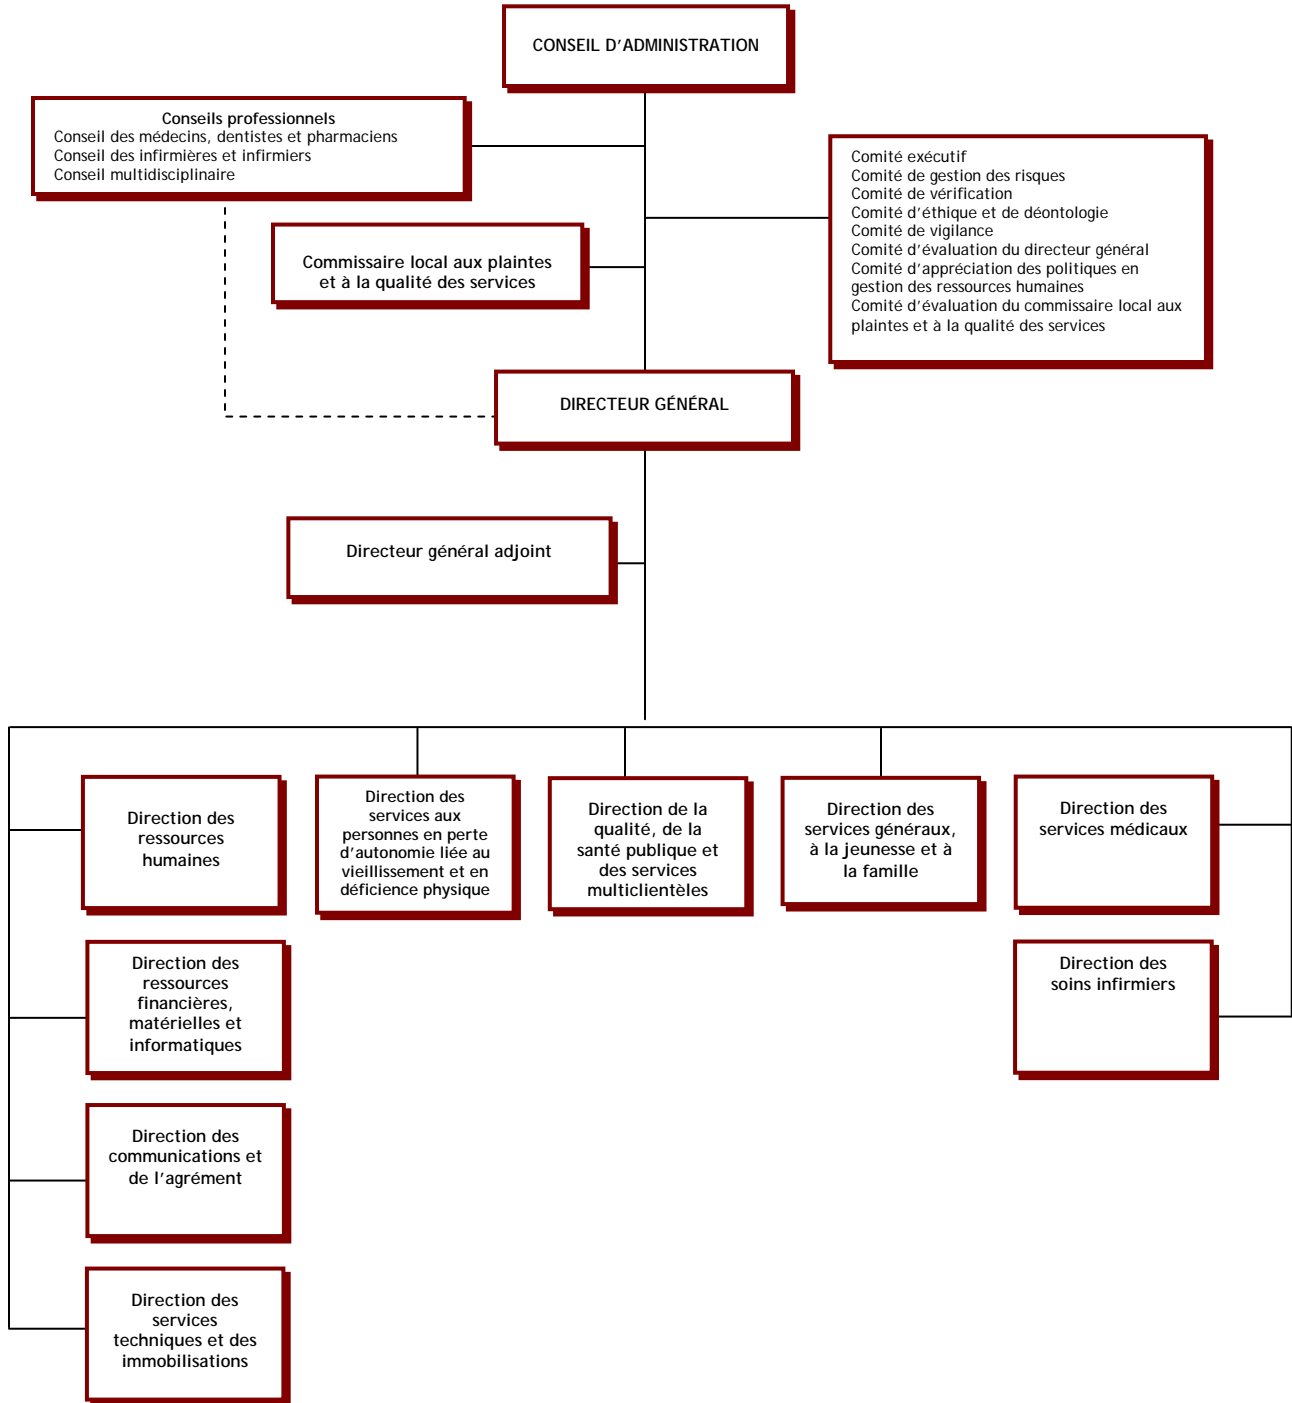 CONSEIL D'ADMINISTRATION
Conseils professionnels
Conseil des médecins, dentistes et pharmaciens
Conseil des infirmières et infirmiers
Conseil multidisciplinaire
Comité exécutif
Comité de gestion des risques
Comité de vérification
Comité d'éthique et de déontologie
Comité de vigilance
Comité d'évaluation du directeur général
Comité d'appréciation des politiques en
gestion des ressources humaines
Comité d'évaluation du commissaire local aux
plaintes et à la qualité des services
Commissaire local aux plaintes
et à la qualité des services
DIRECTEUR GÉNÉRAL
Directeur général adjoint
Direction des
ressources
humaines
Direction des
services aux
personnes en perte
d'autonomie liée au
vieillissement et en
déficience physique
Direction de la
qualité, de la
santé publique et
des services
multiclientèles
Direction des
services généraux,
à la jeunesse et à
la famille
Direction des
services médicaux
Direction des
ressources
financières,
matérielles et
informatiques
Direction des
soins infirmiers
Direction des
communications et
de l'agrément
Direction des
services
techniques et des
immobilisations